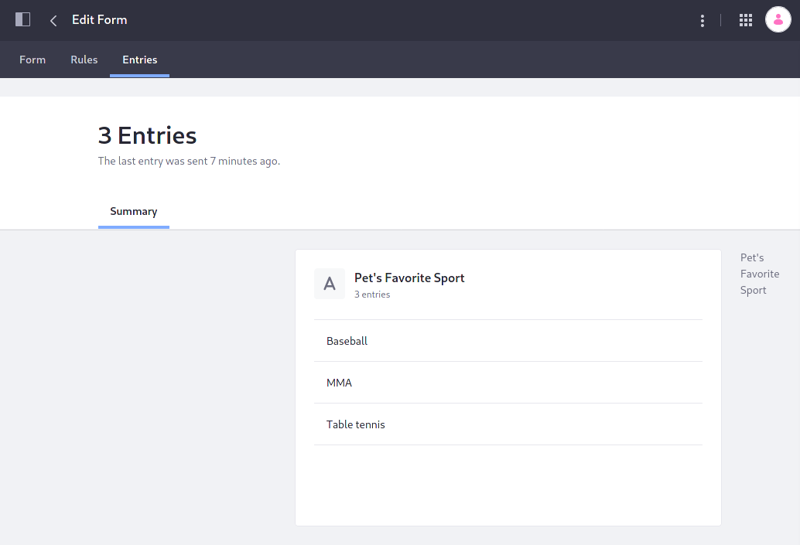 Edit Form
Form Rules Entries
3 Entries
The last entry was sent 7 minutes ago.
Summary
A
Pet's Favorite Sport
3 entries
Baseball
MMA
Table tennis
Pet's
Favorite
Sport